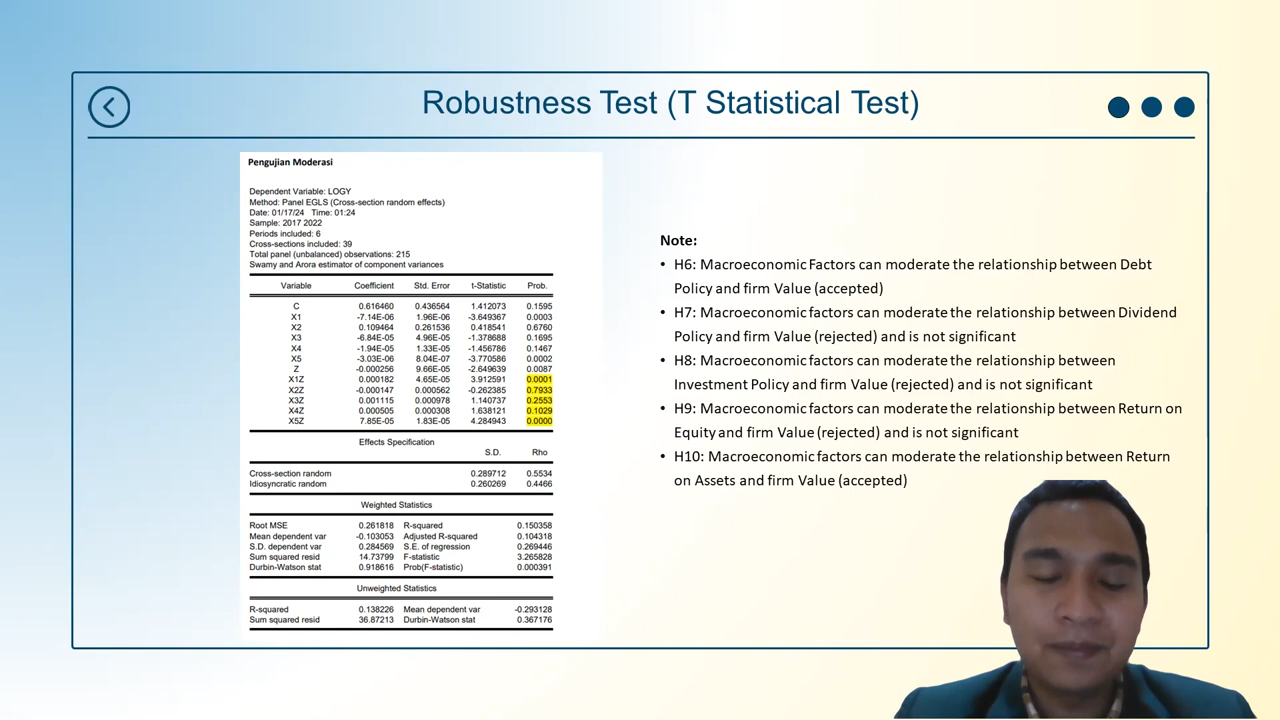 Robustness Test (T Statistical Test)
Pengujian Moderasi
Dependent Variable: LOGY
Method: Panel EGLS (Cross-section random effects)
Date: 01/17/24 Time: 01:24
Sample: 2017 2022
Periods included: 6
Cross-sections included: 39
Total panel (unbalanced) observations: 215
Swamy and Arora estimator of component variances
Variable Coefficient Std. Error t-Statistic Prob.
C 0.616460 0.436564 1.412073 0.1595
X1 -7.14E-06 1.96E-06 -3.649367 0.0003
X2 0.109464 0.261536 0.418541 0.6760
X3 -6.84E-05 4.96E-05 -1.378688 0.1695
X4 -1.94E-05 1.33E-05 -1.456786 0.1467
X5 -3.03E-06 8.04E-07 -3.770586 0.0002
Z -0.000256 9.66E-05 -2.649639 0.0087
X1Z 0.000182 4.65E-05 3.912591 0.0001
X2Z -0.000147 0.000562 -0.262385 0.7933
X3Z 0.001115 0.000978 1.140737 0.2553
X4Z 0.000505 0.000308 1.638121 0.1029
X5Z 7.85E-05 1.83E-05 4.284943 0.0000
Effects Specification
S.D. Rho
Cross-section random 0.289712 0.5534
Idiosyncratic random 0.260269 0.4466
Weighted Statistics
Root MSE 0.261818 R-squared 0.150358
Mean dependent var -0.103053 Adjusted R-squared 0.104318
S.D. dependent var 0.284569 S.E. of regression 0.269446
Sum squared resid 14.73799 F-statistic 3.265828
Durbin-Watson stat 0.918616 Prob(F-statistic) 0.000391
Unweighted Statistics
R-squared 0.138226 Mean dependent var -0.293128
Sum squared resid 36.87213 Durbin-Watson stat 0.367176
Note:
• H6: Macroeconomic Factors can moderate the relationship between Debt
Policy and firm Value (accepted)
• H7: Macroeconomic factors can moderate the relationship between Dividend
Policy and firm Value (rejected) and is not significant
• H8: Macroeconomic factors can moderate the relationship between
Investment Policy and firm Value (rejected) and is not significant
• H9: Macroeconomic factors can moderate the relationship between Return on
Equity and firm Value (rejected) and is not significant
• H10: Macroeconomic factors can moderate the relationship between Return
on Assets and firm Value (accepted)